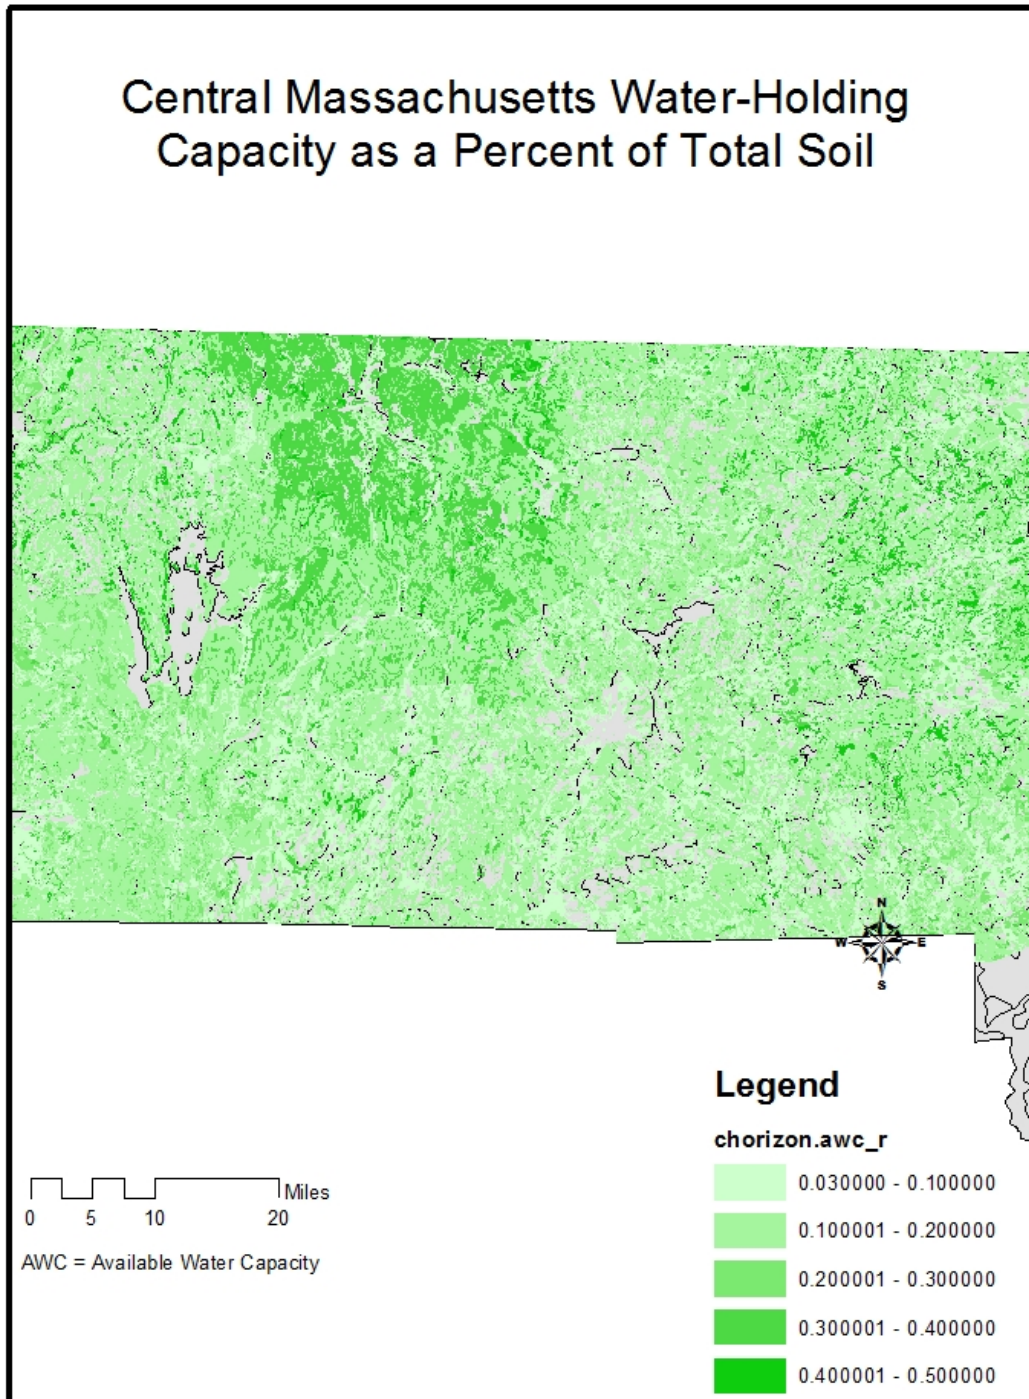 Central Massachusetts Water-Holding
Capacity as a Percent of Total Soil
N
W E
S
Legend
chorizon.awc_r
0.030000 - 0.100000
0.100001 - 0.200000
0.200001 - 0.300000
0.300001 - 0.400000
0.400001 - 0.500000
Miles
0 5 10 20
AWC = Available Water Capacity